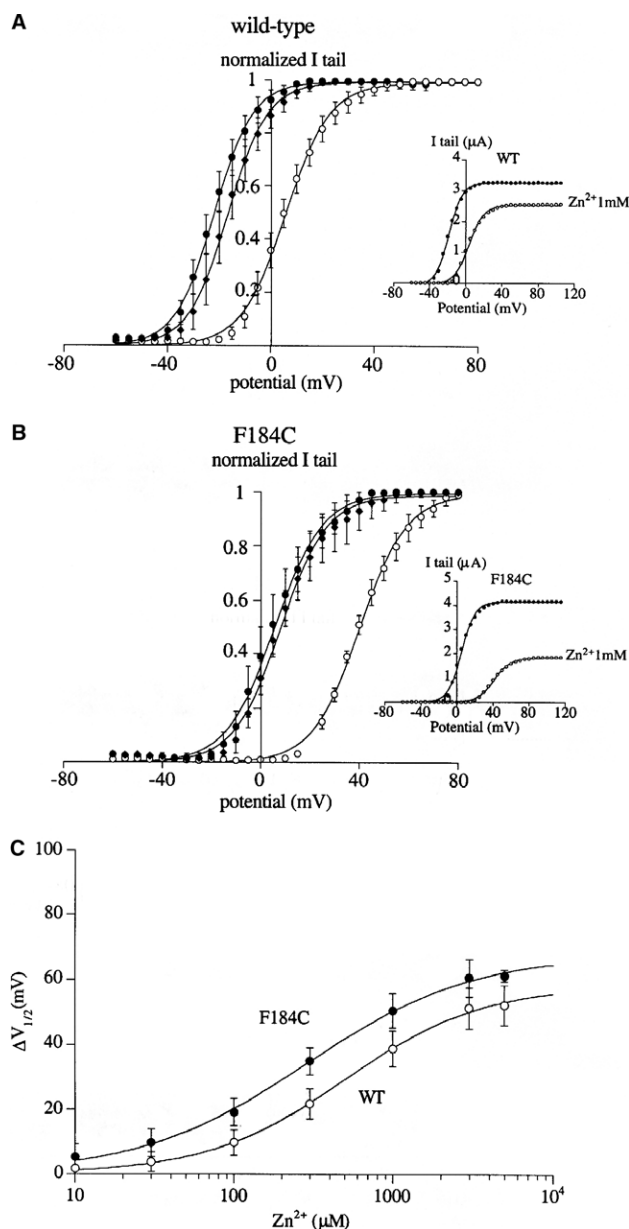 A
wild-type
normalized I tail
1
0.8
0.6
0.4
0.2
-80
-40
0
40
80
potential (mV)
I tail (μA)
WT
4
3
2
1
0
Zn²⁺1mM
-80
-40
0
40
80
120
Potential (mV)
B
F184C
normalized I tail
1
0.8
0.6
0.4
-80
-40
0
40
80
potential (mV)
I tail (μA)
F184C
5
4
3
2
1
0
Zn²⁺1mM
-80
-40
0
40
80
120
Potential (mV)
C
100
80
60
40
20
0
ΔV1/2 (mV)
F184C
WT
10
100
1000
10⁴
Zn²⁺ (μM)